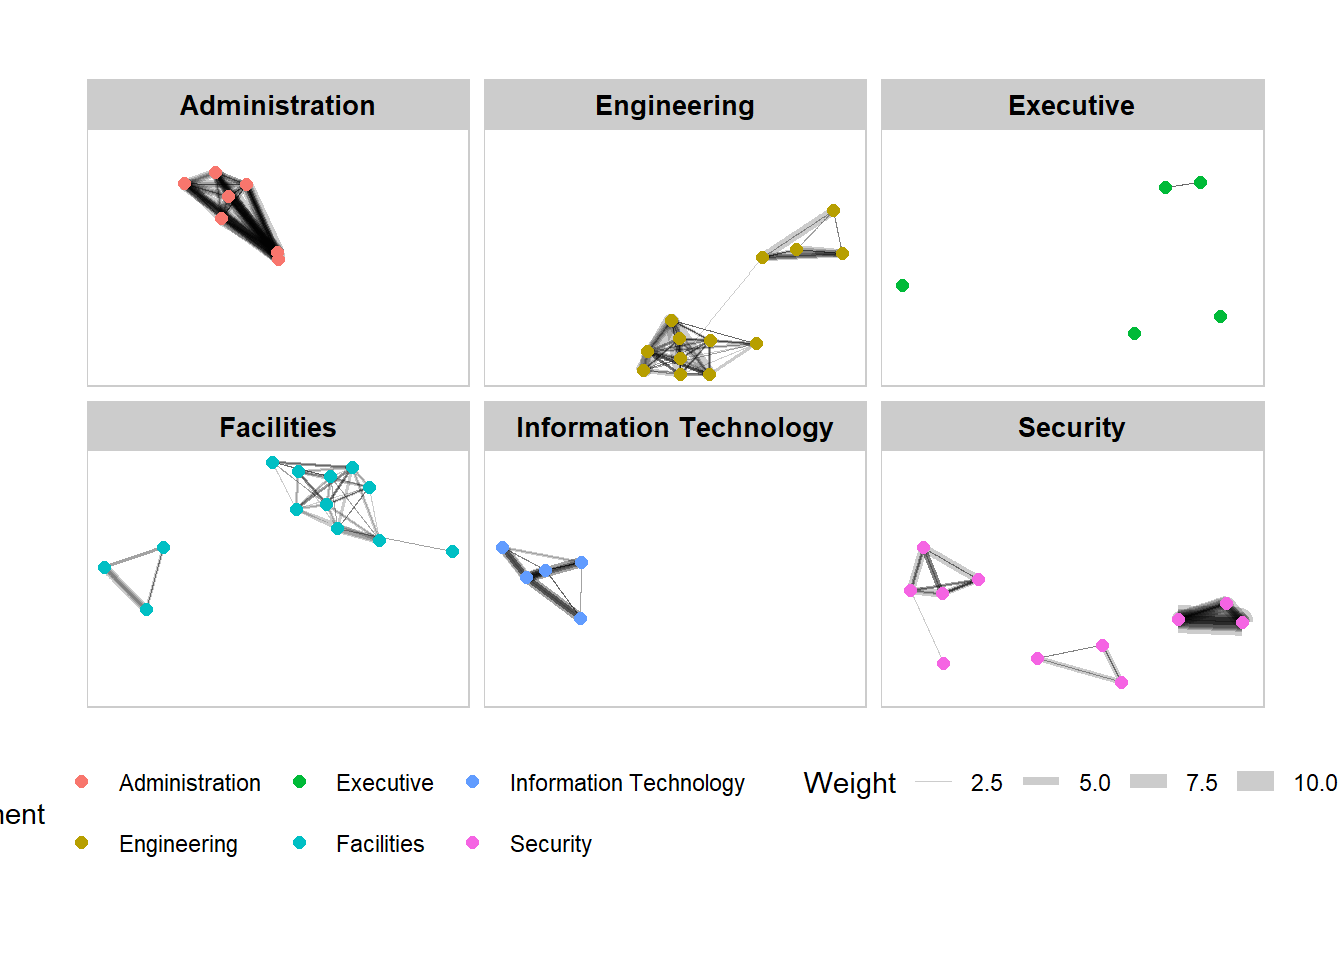 Administration
Engineering
Executive
Facilities
Information Technology
Security
Administration
Executive
Information Technology
Weight
2.5
5.0
7.5
10.0
Engineering
Facilities
Security